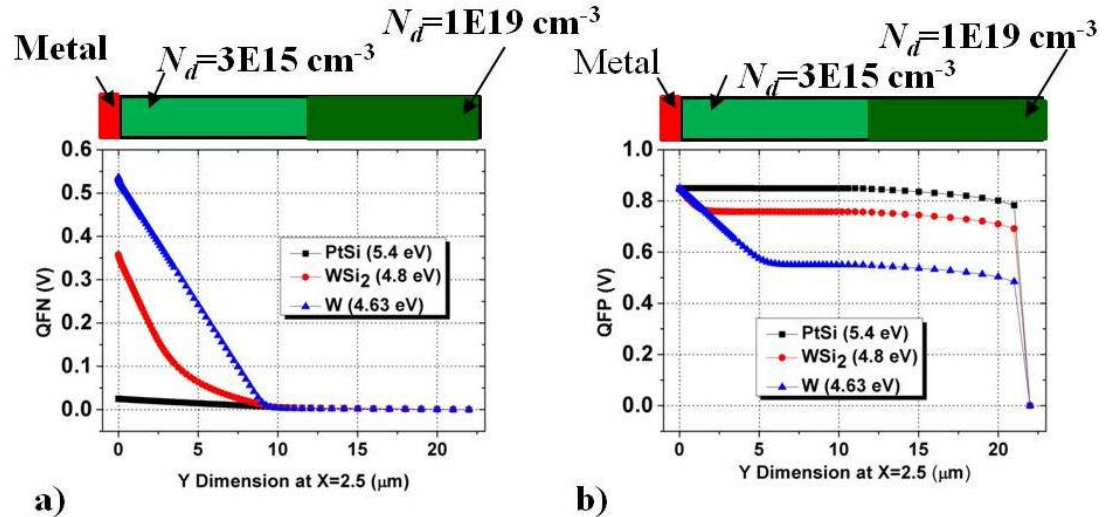 Metal
N_d=3E15 cm⁻³
N_d=1E19 cm⁻³
QFN (V)
0.6
0.5
0.4
0.3
0.2
0.1
0.0
PtSi (5.4 eV)
WSi₂ (4.8 eV)
W (4.63 eV)
0 5 10 15 20
Y Dimension at X=2.5 (μm)
a)
Metal
N_d=3E15 cm⁻³
N_d=1E19 cm⁻³
QFP (V)
1.0
0.8
0.6
0.4
0.2
0.0
PtSi (5.4 eV)
WSi₂ (4.8 eV)
W (4.63 eV)
0 5 10 15 20
Y Dimension at X=2.5 (μm)
b)